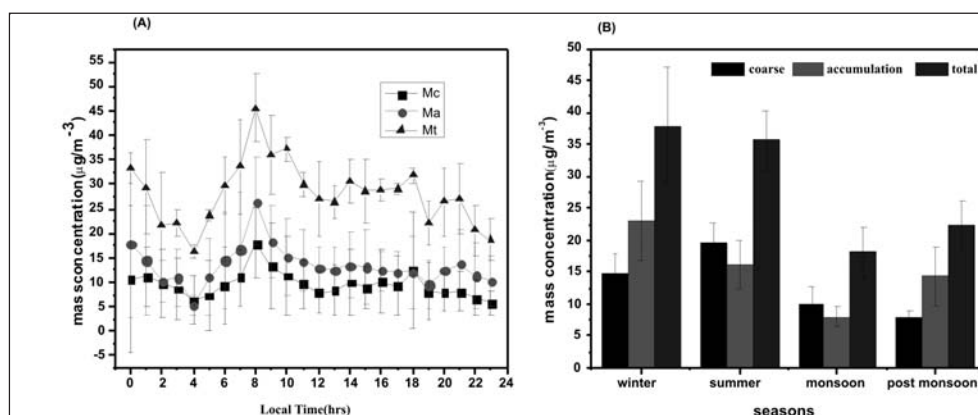 (A)
mass sconcentration(µg/m⁻³)
55
50
45
40
35
30
25
20
15
10
5
0
-5
Mc
Ma
Mt
0 2 4 6 8 10 12 14 16 18 20 22 24
Local Time(hrs)
(B)
mass concentration(µg/m⁻³)
50
45
40
35
30
25
20
15
10
5
0
coarse accumulation total
winter summer monsoon post monsoon
seasons